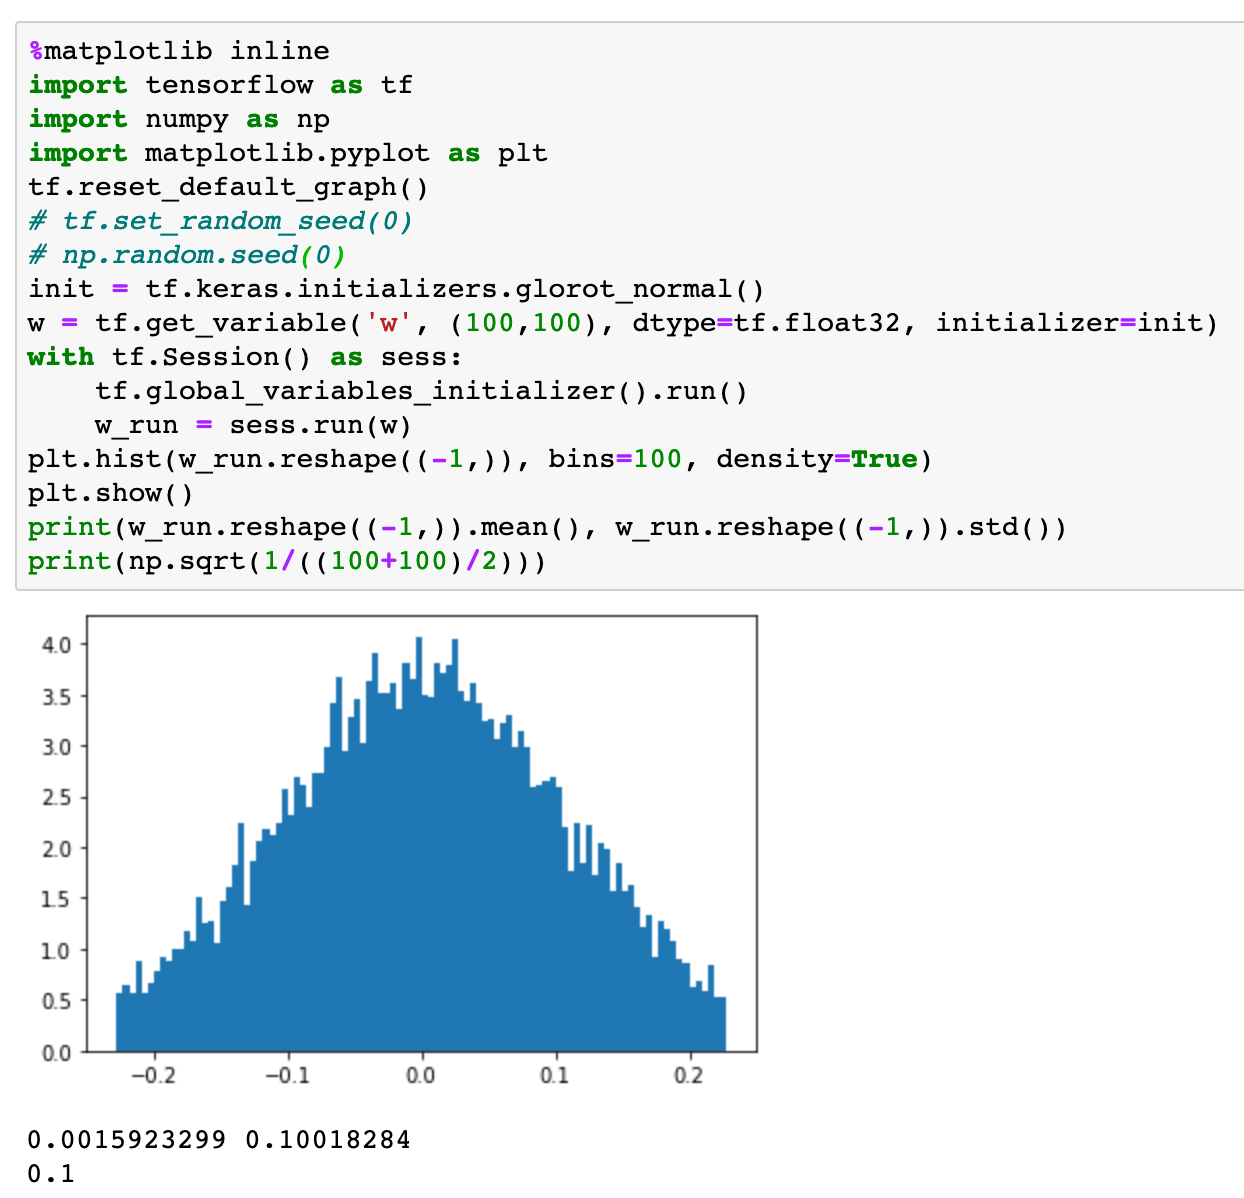 %matplotlib inline
import tensorflow as tf
import numpy as np
import matplotlib.pyplot as plt
tf.reset_default_graph()
# tf.set_random_seed(0)
# np.random.seed(0)
init = tf.keras.initializers.glorot_normal()
w = tf.get_variable('w', (100,100), dtype=tf.float32, initializer=init)
with tf.Session() as sess:
    tf.global_variables_initializer().run()
    w_run = sess.run(w)
plt.hist(w_run.reshape((-1,)), bins=100, density=True)
plt.show()
print(w_run.reshape((-1,)).mean(), w_run.reshape((-1,)).std())
print(np.sqrt(1/((100+100)/2)))
4.0
3.5
3.0
2.5
2.0
1.5
1.0
0.5
0.0
−0.2 −0.1 0.0 0.1 0.2
0.0015923299 0.10018284
0.1